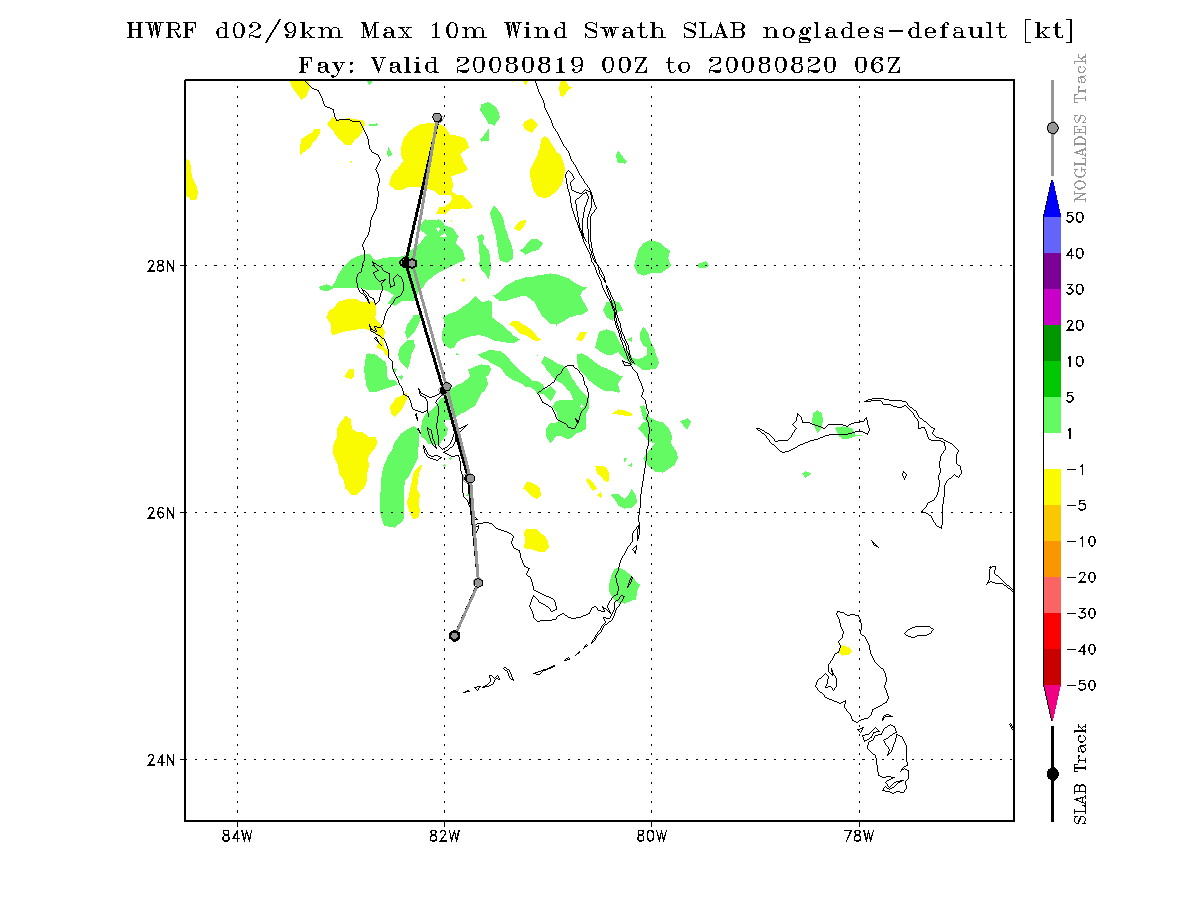 HWRF d02/9km Max 10m Wind Swath SLAB noglades-default [kt]
Fay: Valid 20080819 00Z to 20080820 06Z
NOGLADES Track
50
40
30
20
10
5
1
-1
-5
-10
-20
-30
-40
-50
SLAB Track
28N
26N
24N
84W
82W
80W
78W